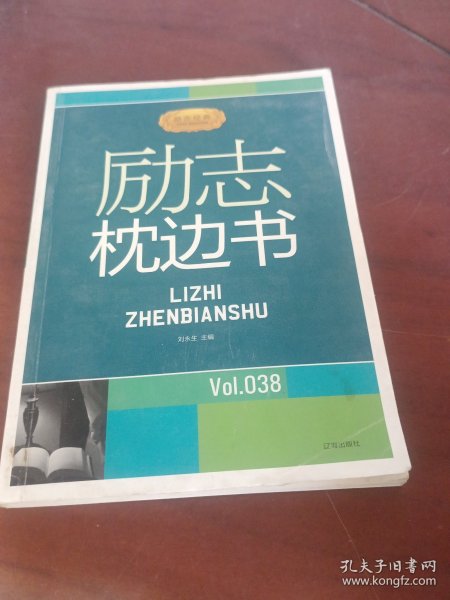 励志
枕边书
LIZHI
ZHENBIANSHU
刘永生 主编
Vol.038
辽海出版社
孔夫子旧书网
www.kongfz.com